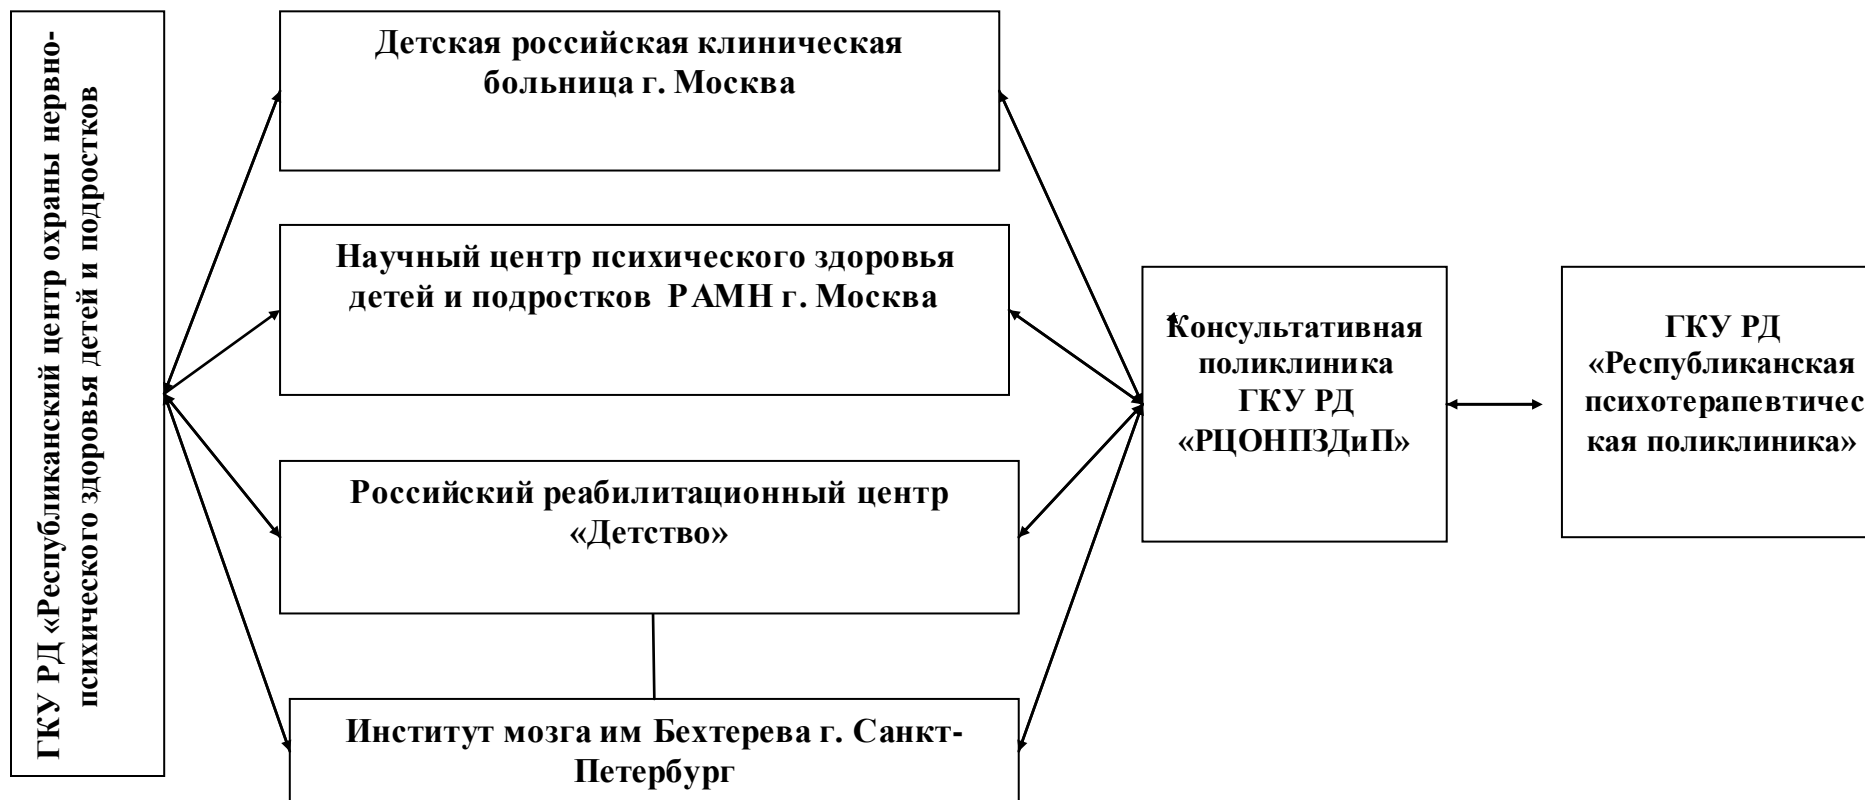 ГКУ РД «Республиканский центр охраны нервно-
психического здоровья детей и подростков
Детская российская клиническая
больница г. Москва
Научный центр психического здоровья
детей и подростков РАМН г. Москва
Российский реабилитационный центр
«Детство»
Институт мозга им Бехтерева г. Санкт-
Петербург
Консультативная
поликлиника
ГКУ РД
«РЦОНПЗДиП»
ГКУ РД
«Республиканская
психотерапевтичес
кая поликлиника»